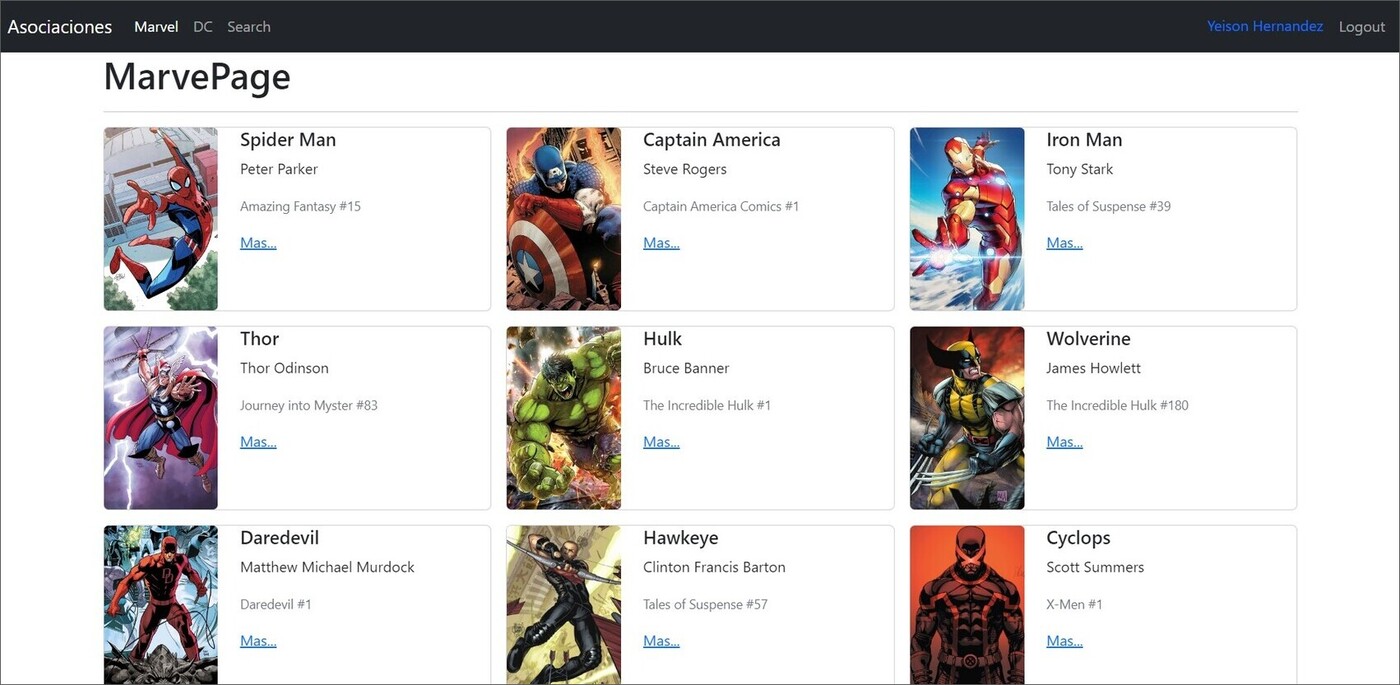 Asociaciones Marvel DC Search Yeison Hernandez Logout
MarvePage
Spider Man
Peter Parker
Amazing Fantasy #15
Mas...
Captain America
Steve Rogers
Captain America Comics #1
Mas...
Iron Man
Tony Stark
Tales of Suspense #39
Mas...
Thor
Thor Odinson
Journey into Myster #83
Mas...
Hulk
Bruce Banner
The Incredible Hulk #1
Mas...
Wolverine
James Howlett
The Incredible Hulk #180
Mas...
Daredevil
Matthew Michael Murdock
Daredevil #1
Mas...
Hawkeye
Clinton Francis Barton
Tales of Suspense #57
Mas...
Cyclops
Scott Summers
X-Men #1
Mas...